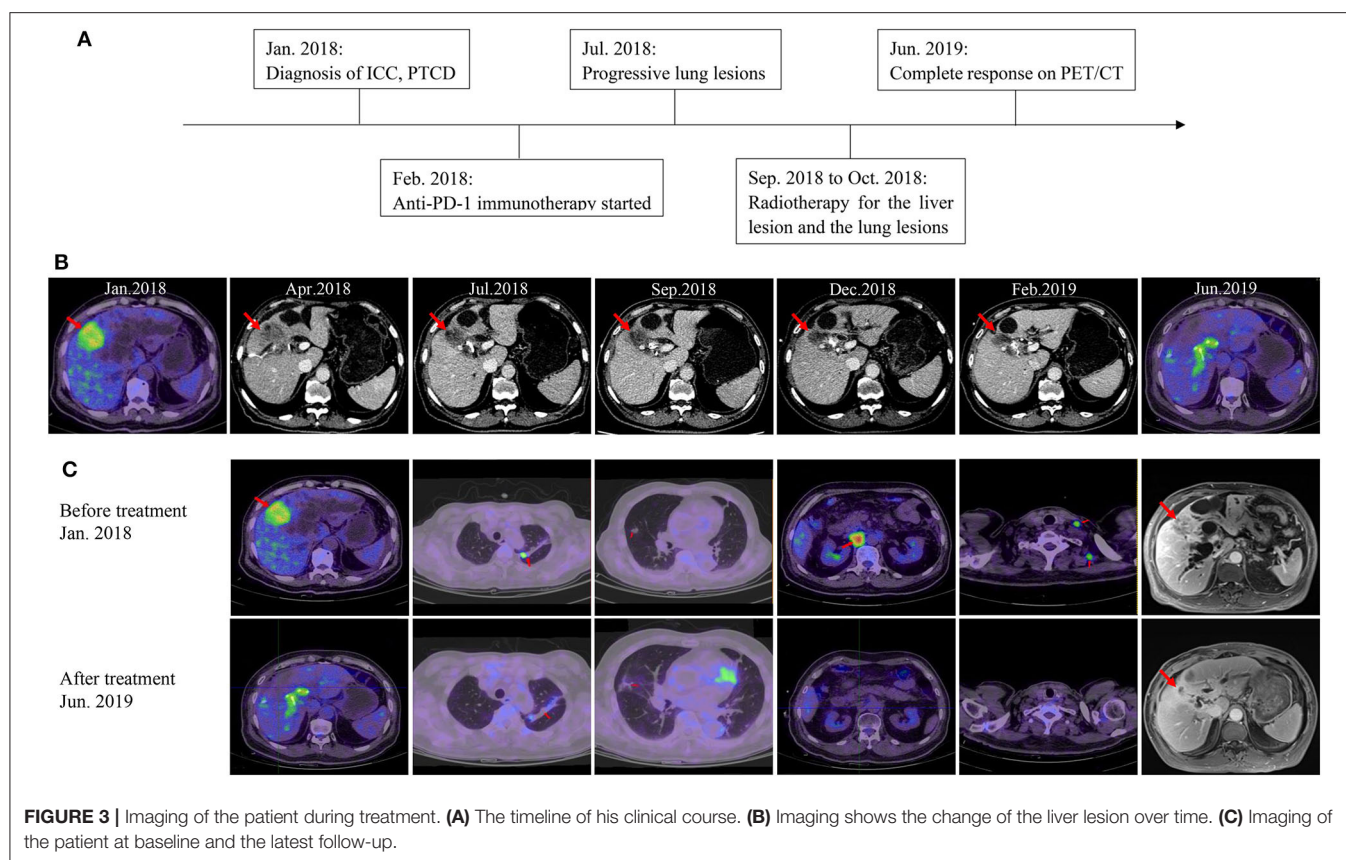 A
Jan. 2018:
Diagnosis of ICC, PTCD
Jul. 2018:
Progressive lung lesions
Jun. 2019:
Complete response on PET/CT
Feb. 2018:
Anti-PD-1 immunotherapy started
Sep. 2018 to Oct. 2018:
Radiotherapy for the liver
lesion and the lung lesions
B
Jan.2018
Apr.2018
Jul.2018
Sep.2018
Dec.2018
Feb.2019
Jun.2019
C
Before treatment
Jan. 2018
After treatment
Jun. 2019
FIGURE 3 | Imaging of the patient during treatment. (A) The timeline of his clinical course. (B) Imaging shows the change of the liver lesion over time. (C) Imaging of
the patient at baseline and the latest follow-up.